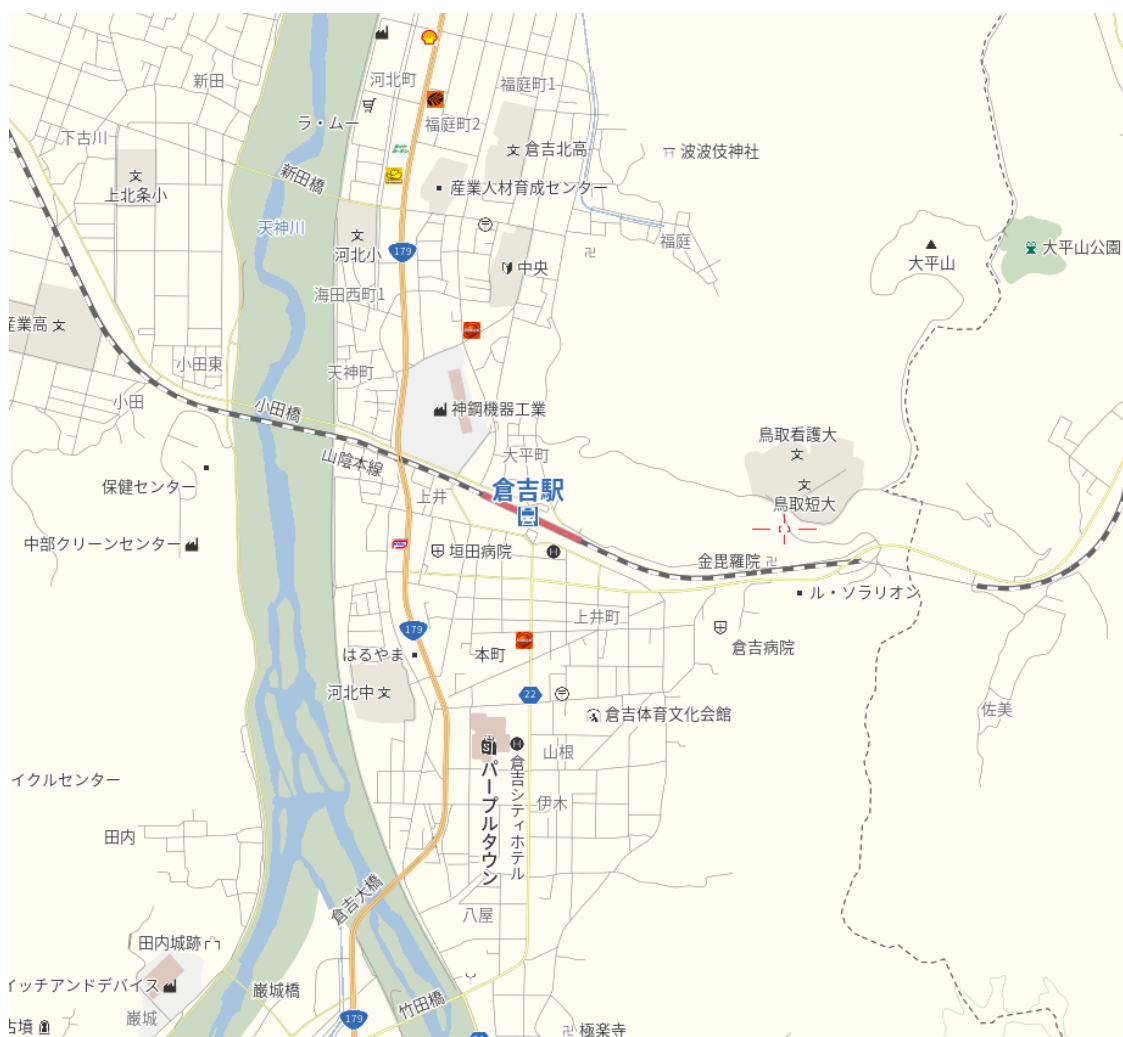 新田
河北町
福庭町1
ラ・ムー
福庭町2
下古川
倉吉北高
波波伎神社
上北条小
新田橋
産業人材育成センター
天神川
河北小
179
福庭
大平山
大平山公園
中央
海田西町1
産業高
小田東
天神町
小田
小田橋
神鋼機器工業
鳥取看護大
山陰本線
大平町
保健センター
上井
倉吉駅
鳥取短大
中部クリーンセンター
垣田病院
金毘羅院
ル・ソラリオン
上井町
179
はるやま
本町
倉吉病院
河北中
22
倉吉体育文化会館
佐美
山根
イクルセンター
パープルタウン
倉吉シティホテル
伊木
田内
倉吉大橋
八屋
田内城跡
イッチアンドデバイス
巌城橋
竹田橋
巌城
179
古墳
極楽寺